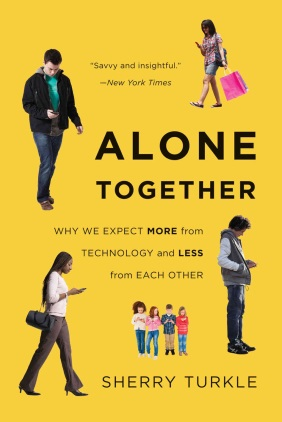 "Savvy and insightful."
—New York Times
ALONE
TOGETHER
WHY WE EXPECT MORE from
TECHNOLOGY and LESS
from EACH OTHER
SHERRY TURKLE